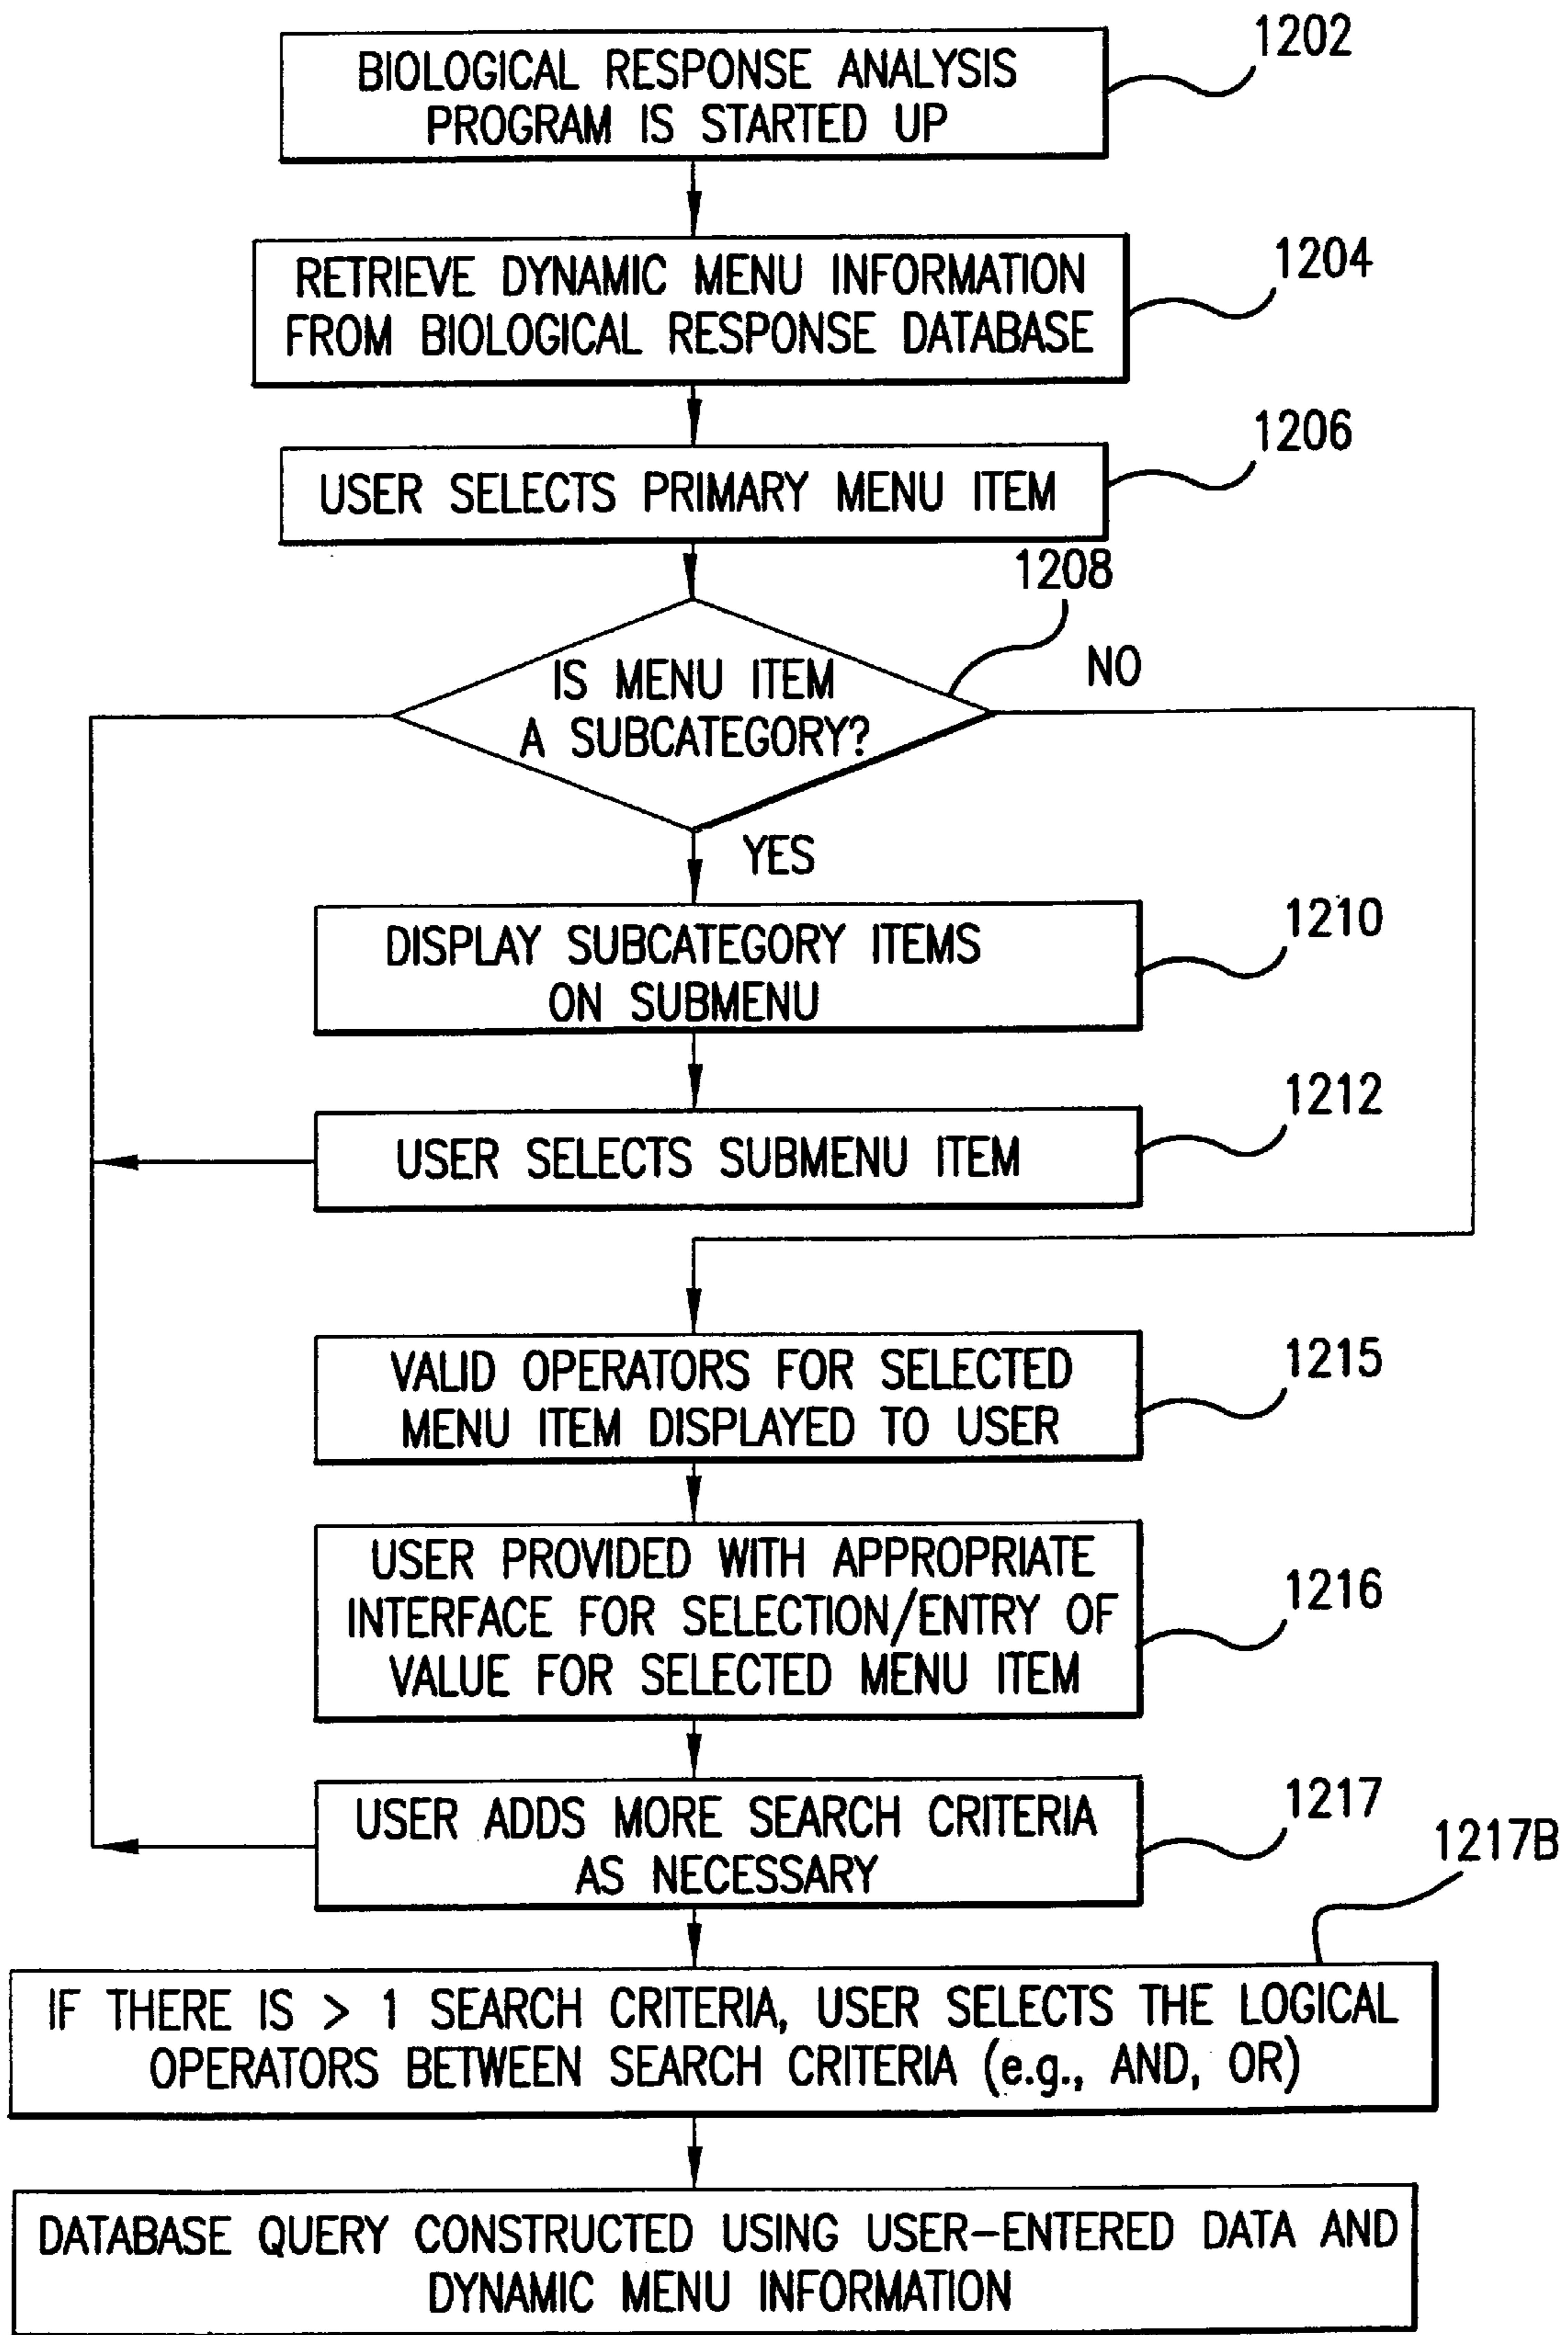 1202
BIOLOGICAL RESPONSE ANALYSIS
PROGRAM IS STARTED UP
1204
RETRIEVE DYNAMIC MENU INFORMATION
FROM BIOLOGICAL RESPONSE DATABASE
1206
USER SELECTS PRIMARY MENU ITEM
1208
IS MENU ITEM
A SUBCATEGORY?
NO
YES
1210
DISPLAY SUBCATEGORY ITEMS
ON SUBMENU
1212
USER SELECTS SUBMENU ITEM
1215
VALID OPERATORS FOR SELECTED
MENU ITEM DISPLAYED TO USER
1216
USER PROVIDED WITH APPROPRIATE
INTERFACE FOR SELECTION/ENTRY OF
VALUE FOR SELECTED MENU ITEM
1217
USER ADDS MORE SEARCH CRITERIA
AS NECESSARY
1217B
IF THERE IS > 1 SEARCH CRITERIA, USER SELECTS THE LOGICAL
OPERATORS BETWEEN SEARCH CRITERIA (e.g., AND, OR)
DATABASE QUERY CONSTRUCTED USING USER-ENTERED DATA AND
DYNAMIC MENU INFORMATION